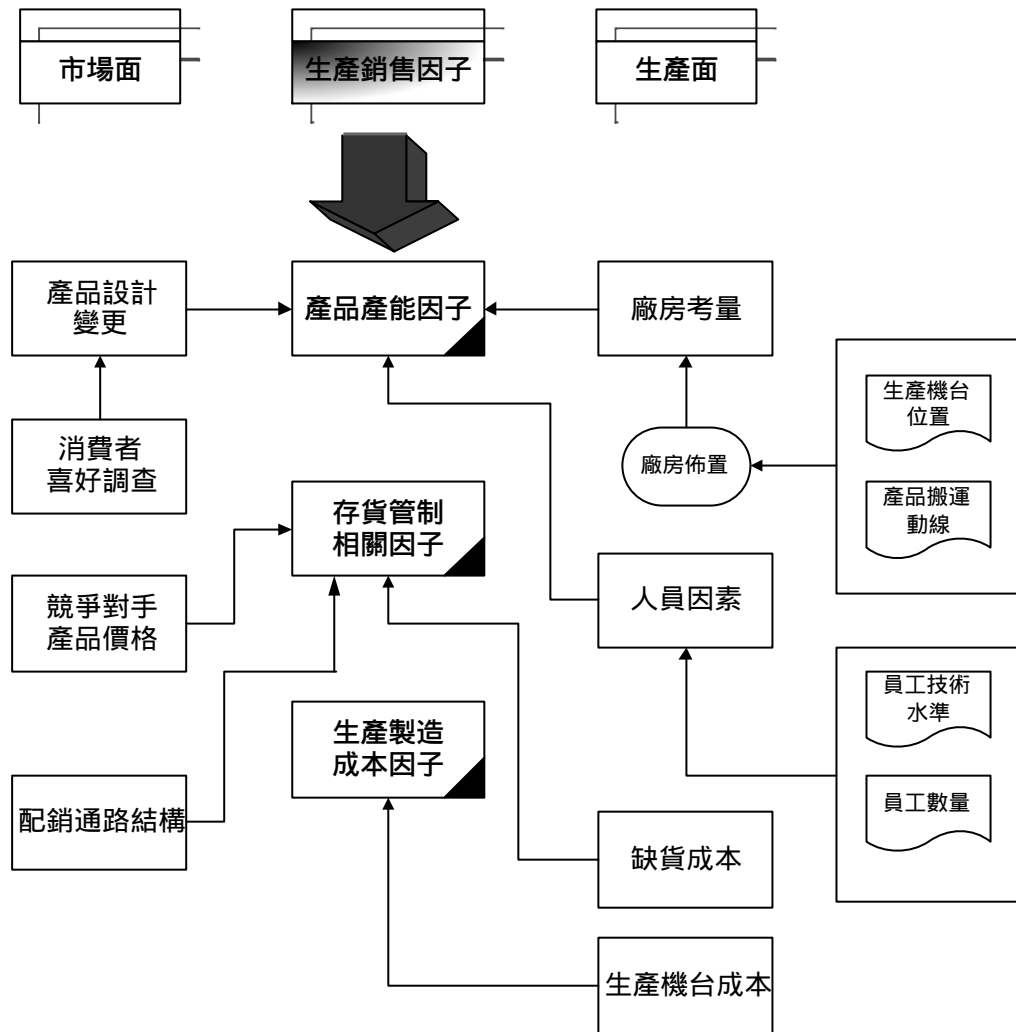 市場面
生產銷售因子
生產面
產品設計
變更
產品產能因子
廠房考量
生產機台
位置
消費者
喜好調查
廠房佈置
存貨管制
相關因子
產品搬運
動線
競爭對手
產品價格
人員因素
生產製造
成本因子
員工技術
水準
配銷通路結構
員工數量
缺貨成本
生產機台成本